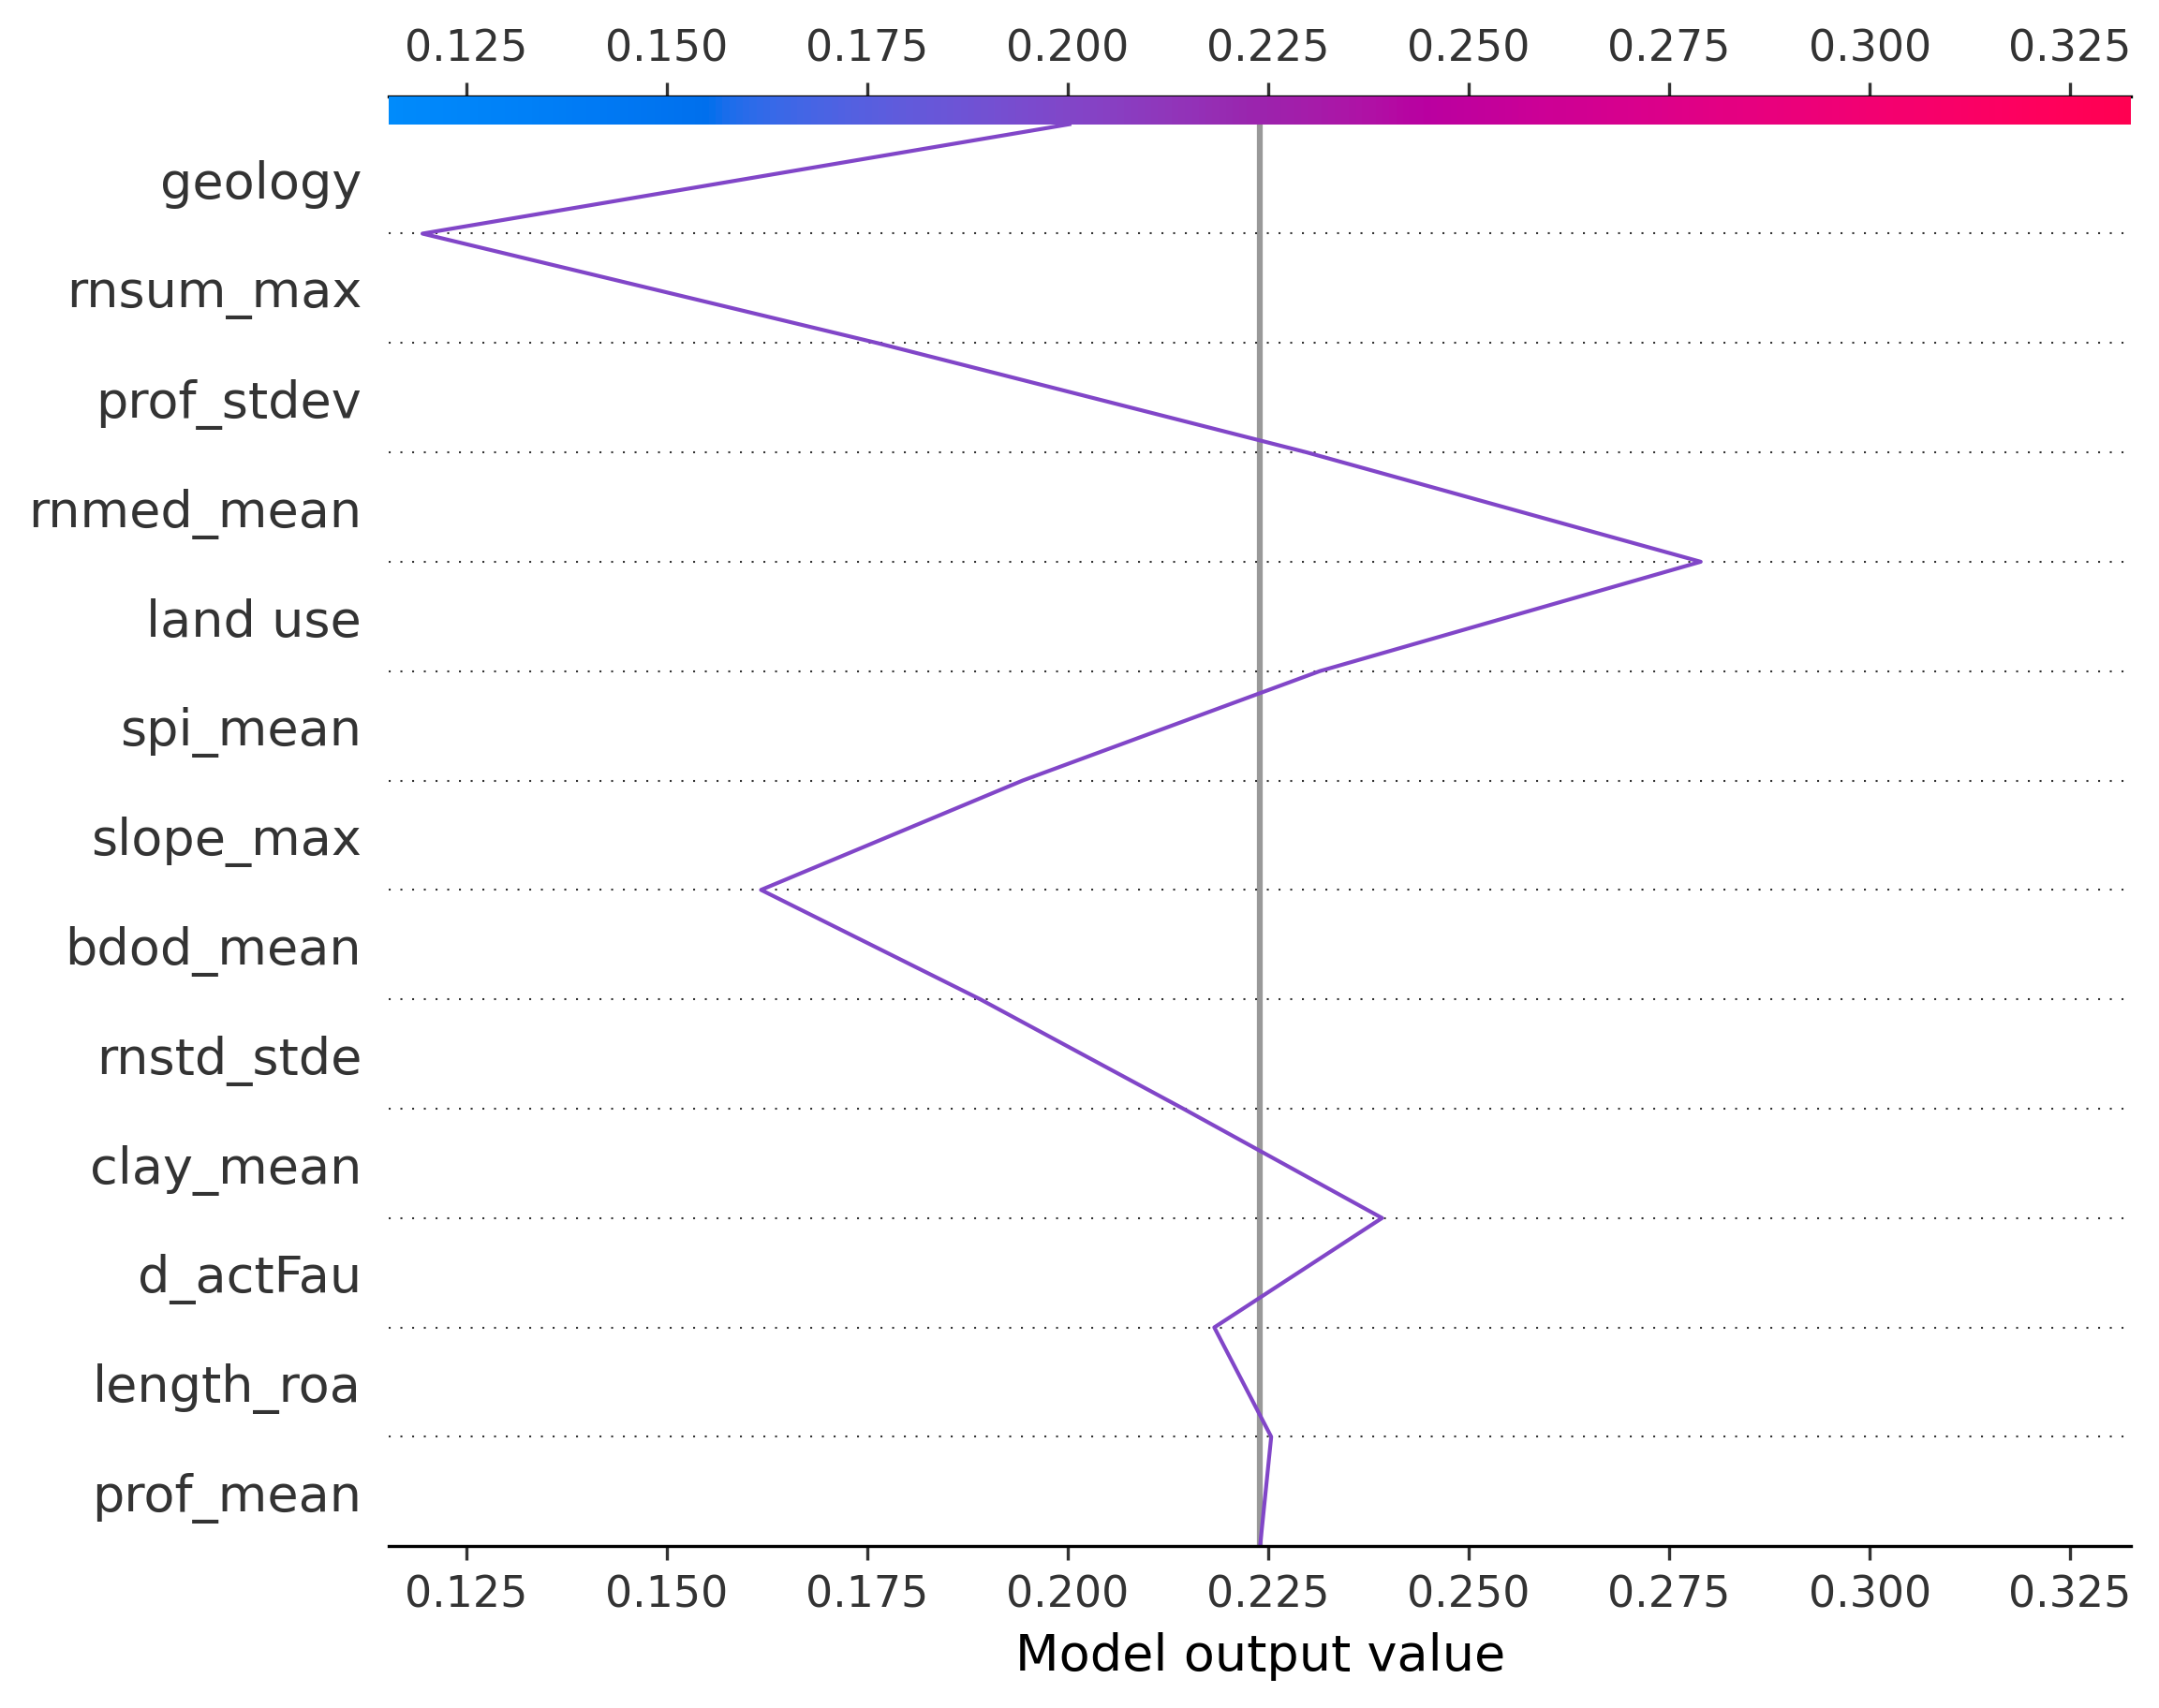 0.125 0.150 0.175 0.200 0.225 0.250 0.275 0.300 0.325
geology
rnsum_max
prof_stdev
rnmed_mean
land use
spi_mean
slope_max
bdod_mean
rnstd_stde
clay_mean
d_actFau
length_roa
prof_mean
0.125 0.150 0.175 0.200 0.225 0.250 0.275 0.300 0.325
Model output value